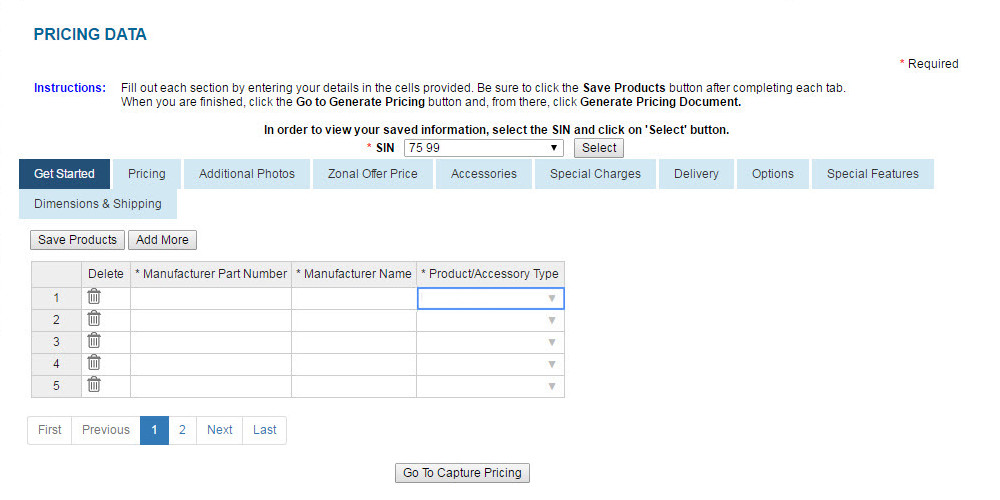 PRICING DATA
* Required
Instructions: Fill out each section by entering your details in the cells provided. Be sure to click the Save Products button after completing each tab.
When you are finished, click the Go to Generate Pricing button and, from there, click Generate Pricing Document.
In order to view your saved information, select the SIN and click on 'Select' button.
* SIN 75 99 Select
Get Started Pricing Additional Photos Zonal Offer Price Accessories Special Charges Delivery Options Special Features
Dimensions & Shipping
Save Products Add More
Delete * Manufacturer Part Number * Manufacturer Name * Product/Accessory Type
1
2
3
4
5
First Previous 1 2 Next Last
Go To Capture Pricing